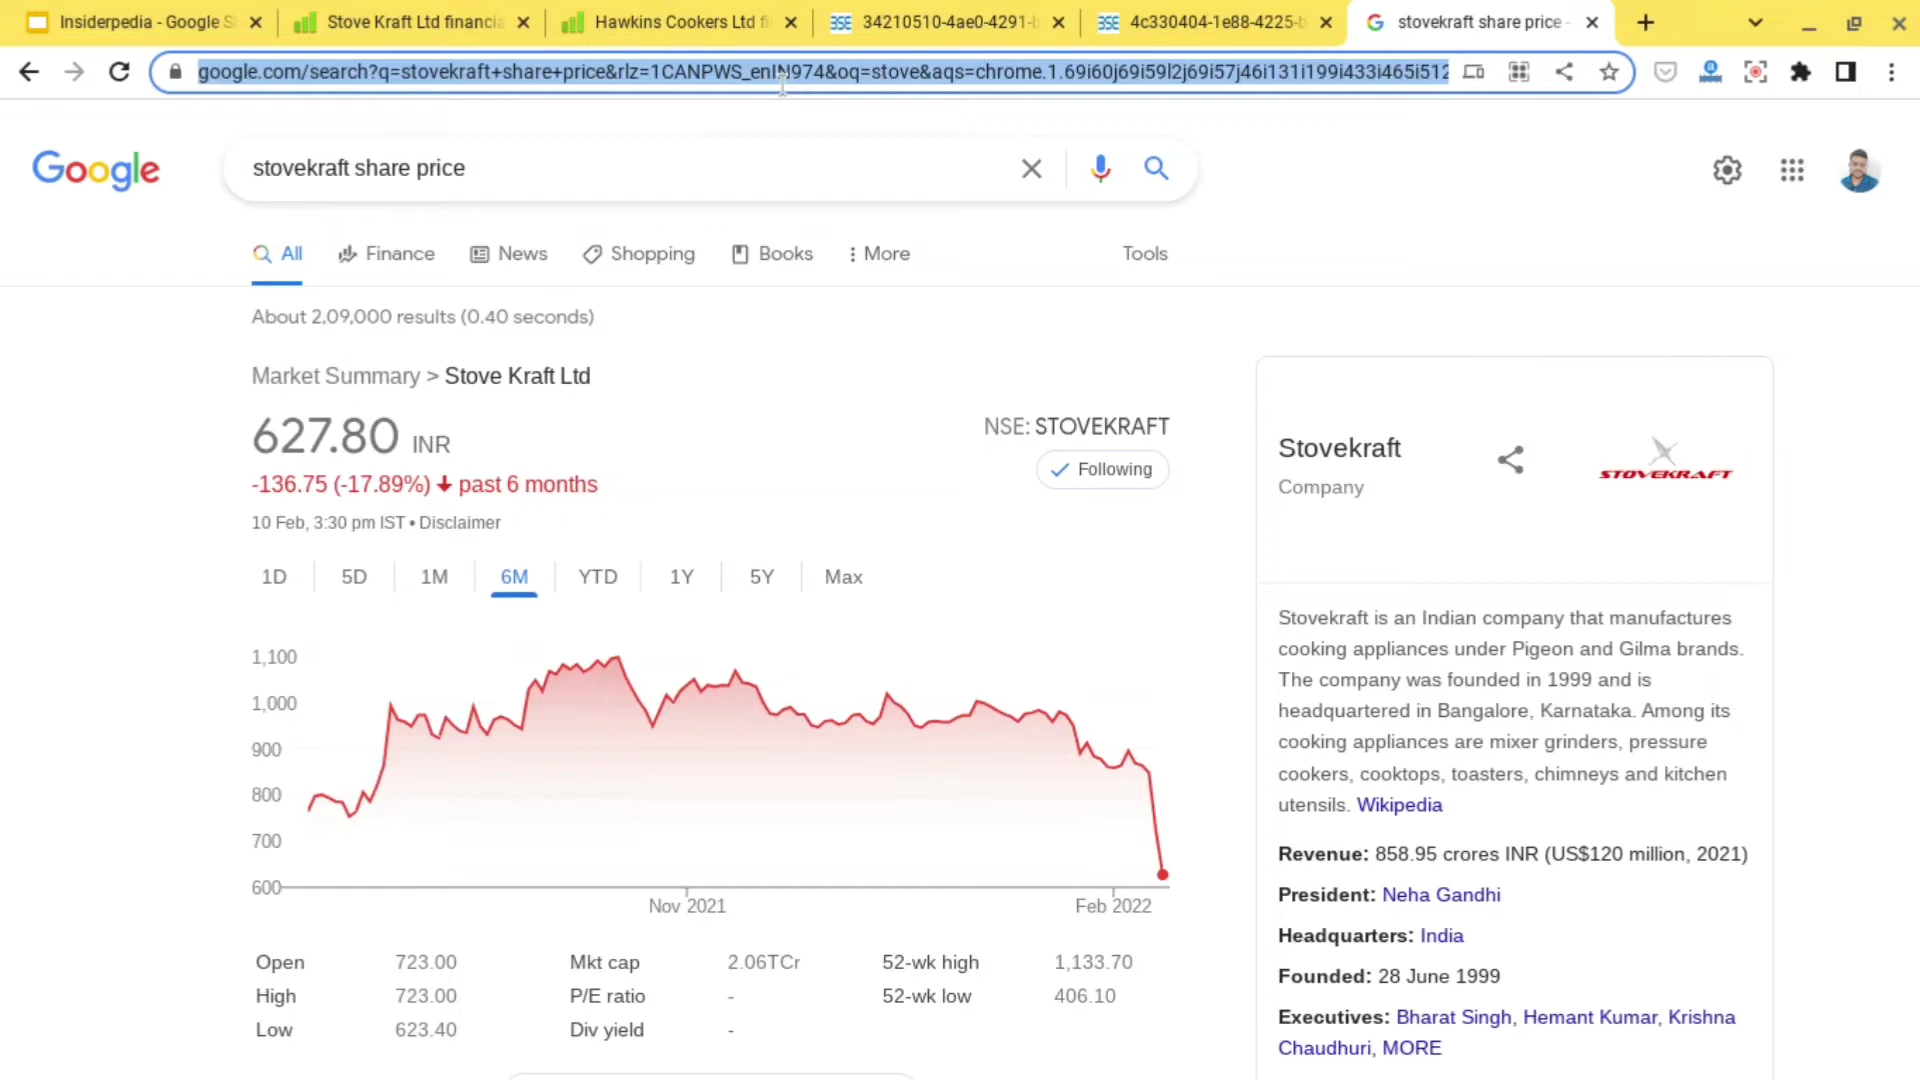 Insiderpedia - Google S
Stove Kraft Ltd financia
Hawkins Cookers Ltd fi
34210510-4ae0-4291-b
4c330404-1e88-4225-b
stovekraft share price -
google.com/search?q=stovekraft+share+price&rlz=1CANPWS_enIN974&oq=stove&aqs=chrome.1.69i60j69i59l2j69i57j46i131i199i433i465i512
Google
stovekraft share price
All
Finance
News
Shopping
Books
More
Tools
About 2,09,000 results (0.40 seconds)
Market Summary > Stove Kraft Ltd
627.80 INR
NSE: STOVEKRAFT
Following
-136.75 (-17.89%) past 6 months
10 Feb, 3:30 pm IST • Disclaimer
1D 5D 1M 6M YTD 1Y 5Y Max
1,100
1,000
900
800
700
600
Nov 2021 Feb 2022
Open 723.00 Mkt cap 2.06TCr 52-wk high 1,133.70
High 723.00 P/E ratio - 52-wk low 406.10
Low 623.40 Div yield -
Stovekraft
Company
STOVEKRAFT
Stovekraft is an Indian company that manufactures
cooking appliances under Pigeon and Gilma brands.
The company was founded in 1999 and is
headquartered in Bangalore, Karnataka. Among its
cooking appliances are mixer grinders, pressure
cookers, cooktops, toasters, chimneys and kitchen
utensils. Wikipedia
Revenue: 858.95 crores INR (US$120 million, 2021)
President: Neha Gandhi
Headquarters: India
Founded: 28 June 1999
Executives: Bharat Singh, Hemant Kumar, Krishna
Chaudhuri, MORE